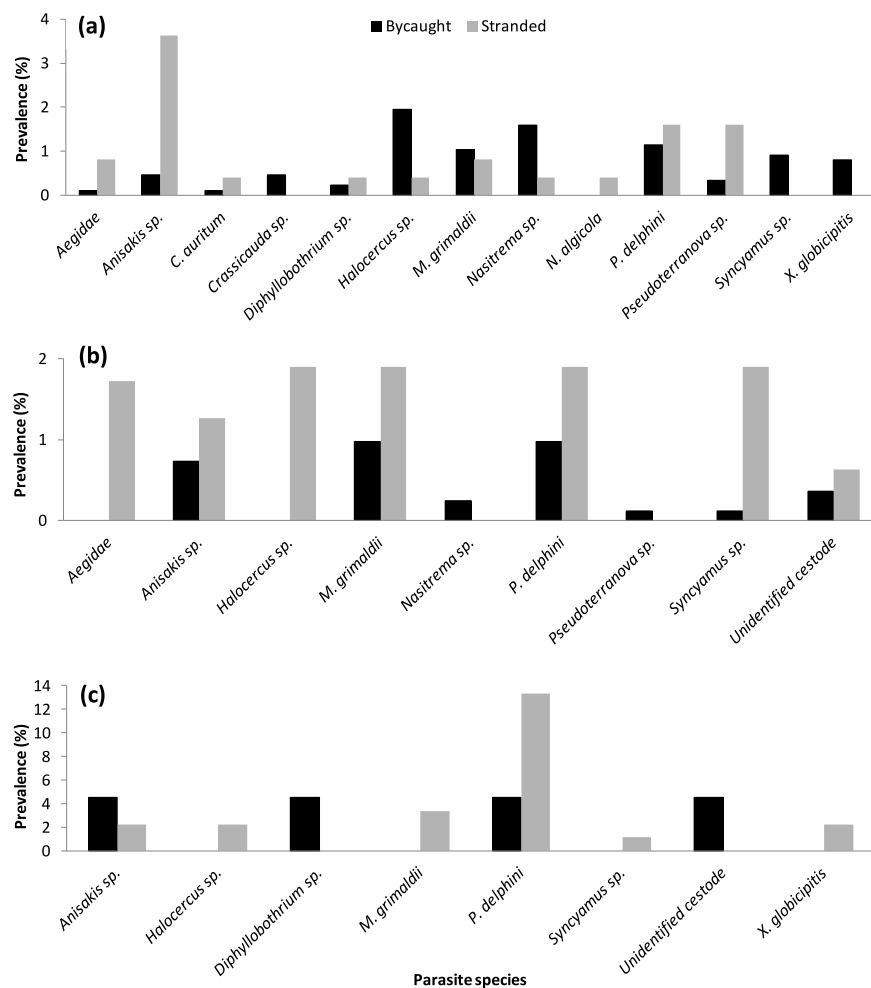 (a)
Bycaught Stranded
Prevalence (%)
4
3
2
1
0
Aegidae
Anisakis sp.
C. auritum
Crassicauda sp.
Diphyllobothrium sp.
Halocercus sp.
M. grimaldii
Nasitrema sp.
N. algicola
P. delphini
Pseudoterranova sp.
Syncyamus sp.
X. globicipitis
(b)
Prevalence (%)
2
1
0
Aegidae
Anisakis sp.
Halocercus sp.
M. grimaldii
Nasitrema sp.
P. delphini
Pseudoterranova sp.
Syncyamus sp.
Unidentified cestode
(c)
Prevalence (%)
14
12
10
8
6
4
2
0
Anisakis sp.
Halocercus sp.
Diphyllobothrium sp.
M. grimaldii
P. delphini
Syncyamus sp.
Unidentified cestode
X. globicipitis
Parasite species